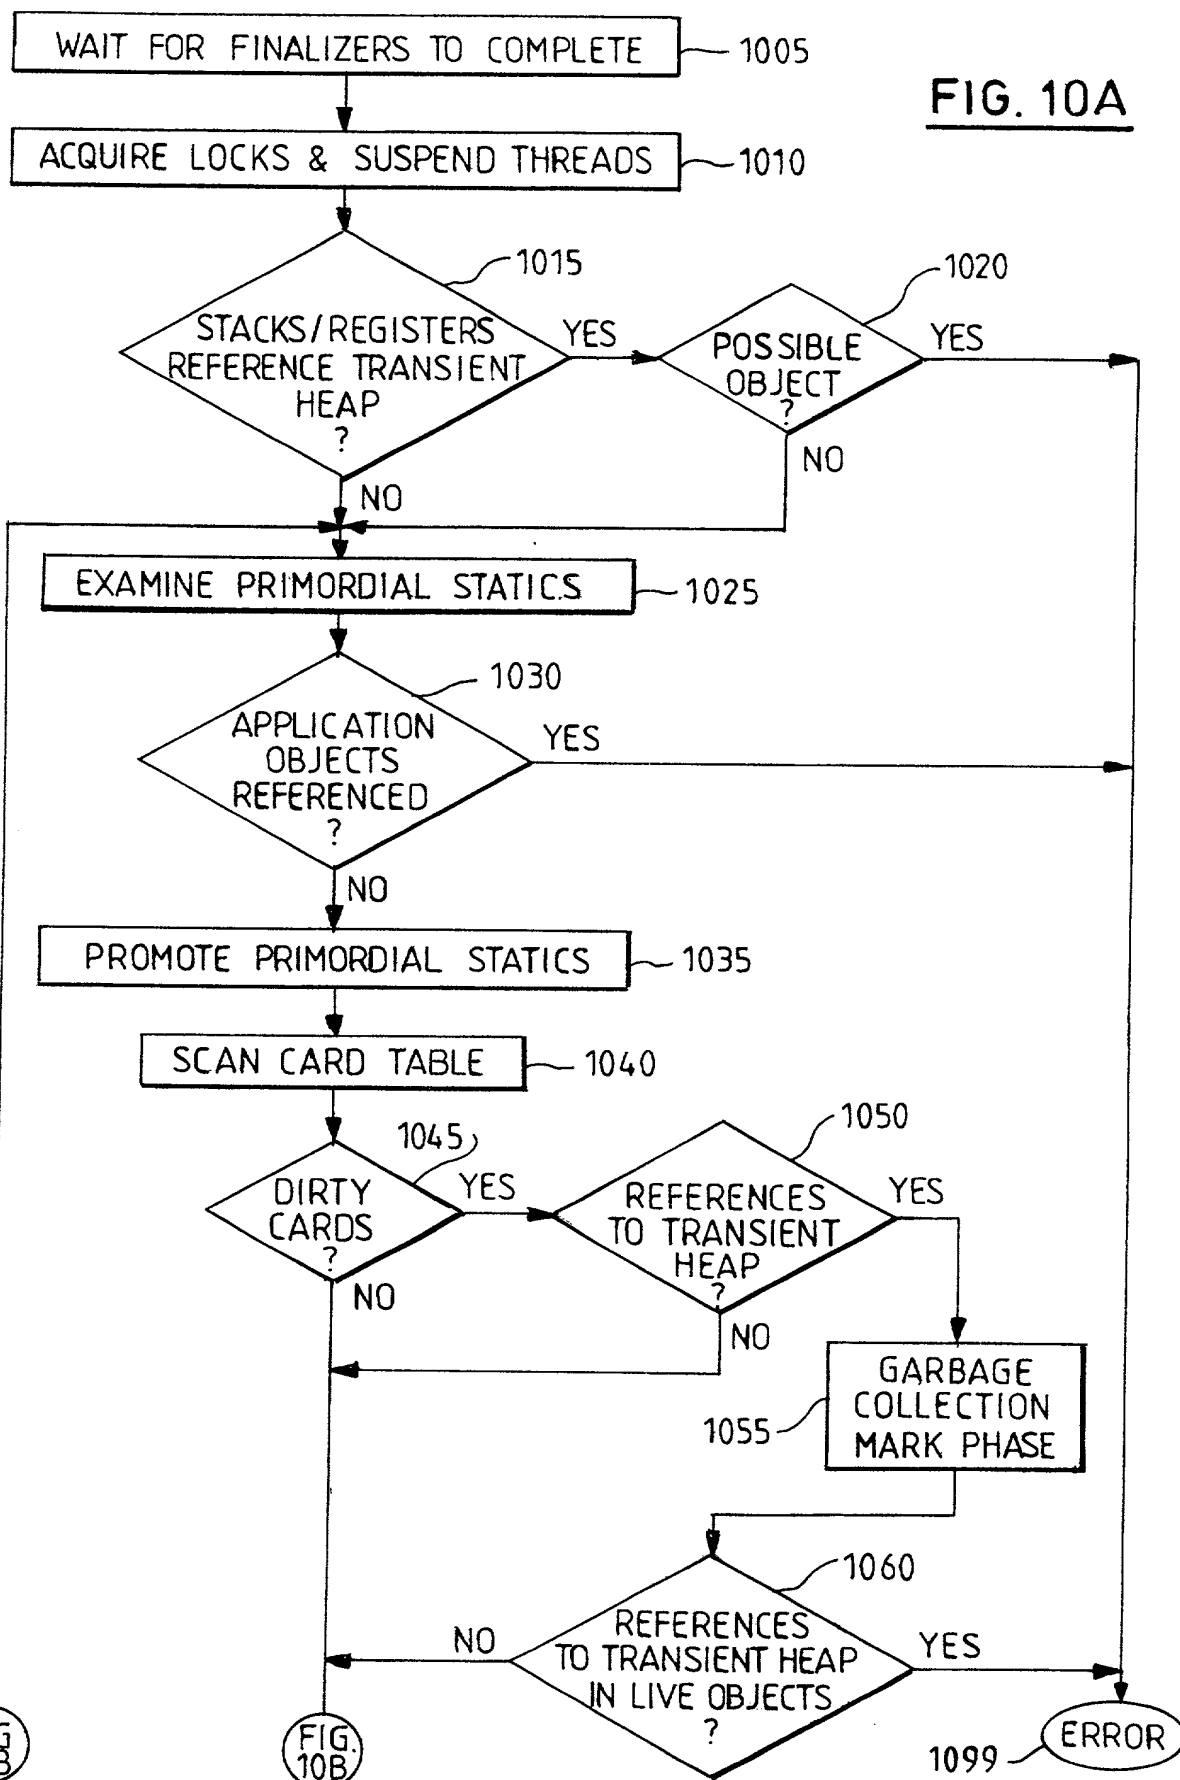 WAIT FOR FINALIZERS TO COMPLETE
1005
FIG. 10A
ACQUIRE LOCKS & SUSPEND THREADS
1010
1015
STACKS/REGISTERS
REFERENCE TRANSIENT
HEAP
?
YES
NO
1020
POSSIBLE
OBJECT
?
YES
NO
EXAMINE PRIMORDIAL STATICS
1025
1030
APPLICATION
OBJECTS
REFERENCED
?
YES
NO
PROMOTE PRIMORDIAL STATICS
1035
SCAN CARD TABLE
1040
1045
DIRTY
CARDS
?
YES
NO
1050
REFERENCES
TO TRANSIENT
HEAP
?
YES
NO
GARBAGE
COLLECTION
MARK PHASE
1055
1060
REFERENCES
TO TRANSIENT HEAP
IN LIVE OBJECTS
?
NO
YES
FIG.
10B
ERROR
1099